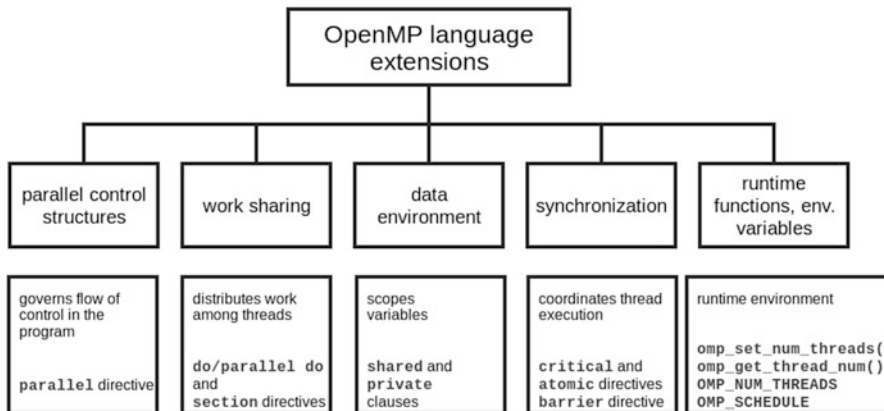 OpenMP language
extensions
parallel control
structures
work sharing
data
environment
synchronization
runtime
functions, env.
variables
governs flow of
control in the
program
parallel directive
distributes work
among threads
do/parallel do
and
section directives
scopes
variables
shared and
private
clauses
coordinates thread
execution
critical and
atomic directives
barrier directive
runtime environment
omp_set_num_threads(
omp_get_thread_num()
OMP_NUM_THREADS
OMP_SCHEDULE